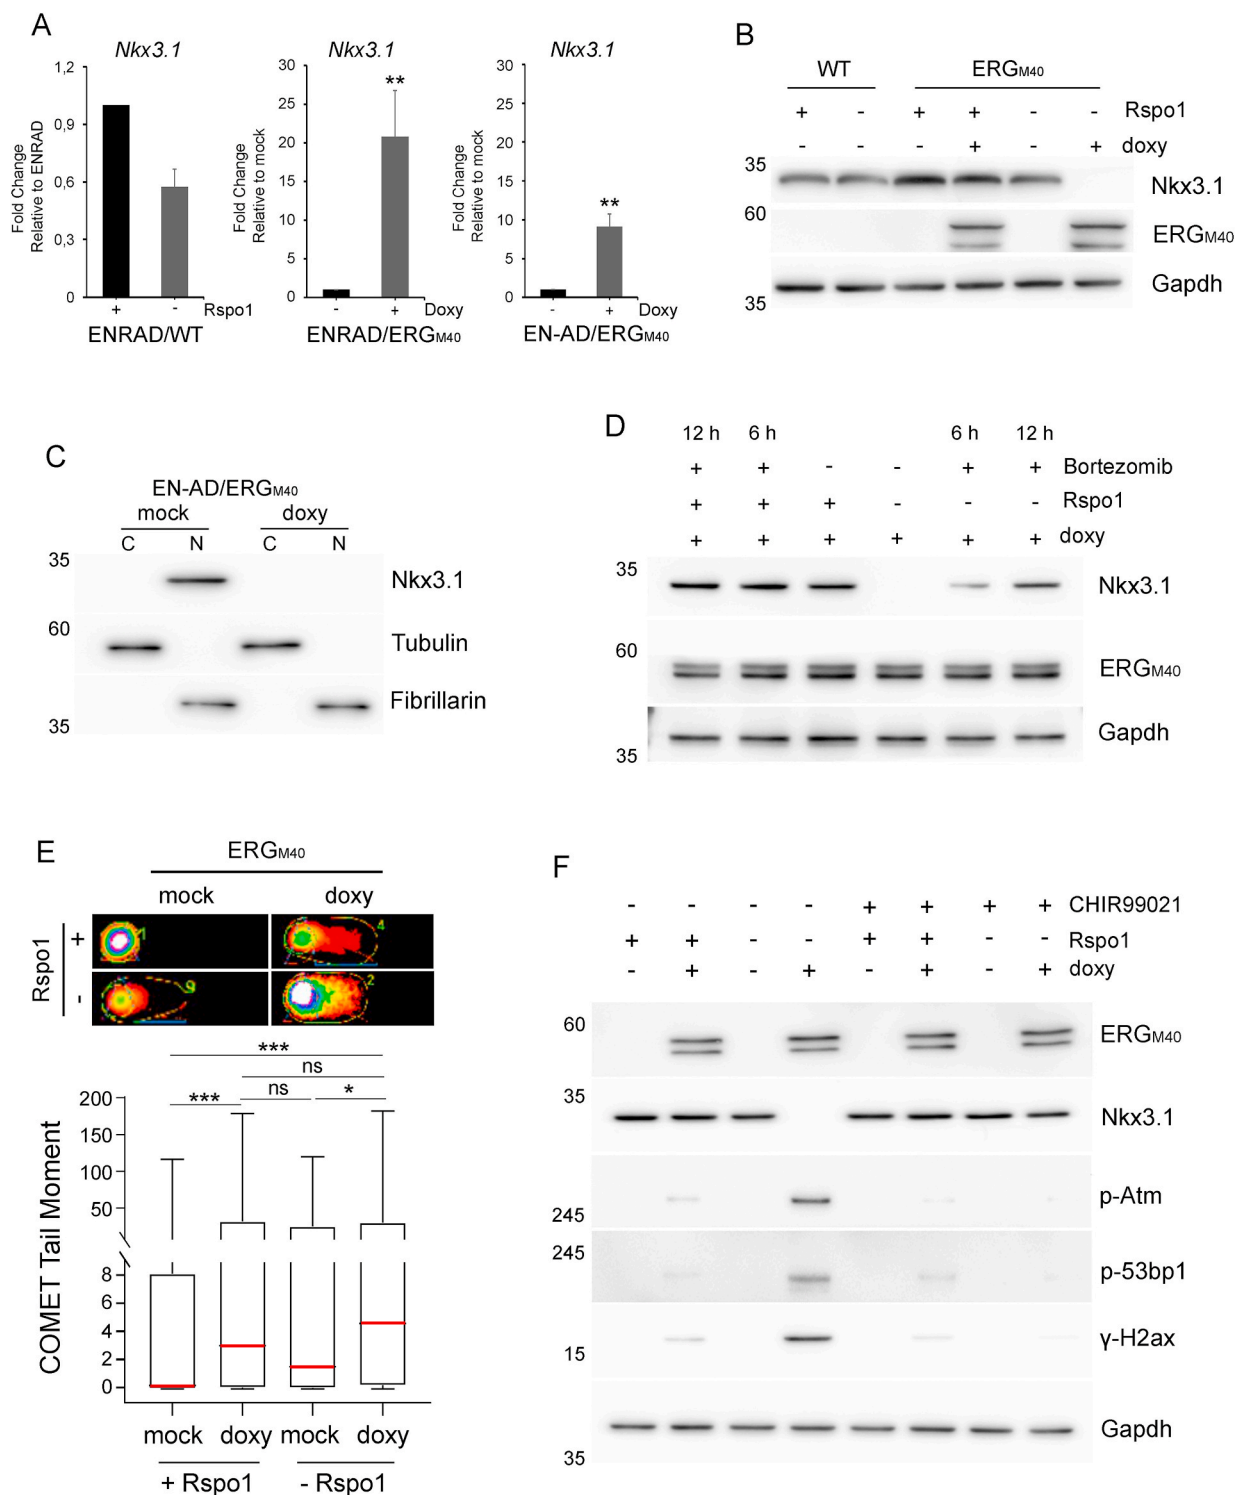 A
Nkx3.1
Fold Change
Relative to ENRAD
1,2
0,9
0,6
0,3
0
+ - Rspo1
ENRAD/WT
Nkx3.1
Fold Change
Relative to mock
30
25
20
15
10
5
0
**
- + Doxy
ENRAD/ERGM40
Nkx3.1
Fold Change
Relative to mock
30
25
20
15
10
5
0
**
- + Doxy
EN-AD/ERGM40
B
WT ERGM40
+ - + + - - Rspo1
- - - + - + doxy
35 Nkx3.1
60 ERGM40
Gapdh
35
C
EN-AD/ERGM40
mock doxy
C N C N
35 Nkx3.1
60 Tubulin
Fibrillarin
35
D
12 h 6 h 6 h 12 h
+ + - - + + Bortezomib
+ + + - - - Rspo1
+ + + + + + doxy
35 Nkx3.1
60 ERGM40
Gapdh
35
E
ERGM40
mock doxy
Rspo1
+ 1 4
- 9 2
***
ns
*** ns *
COMET Tail Moment
200
150
100
50
8
6
4
2
0
mock doxy mock doxy
+ Rspo1 - Rspo1
F
- - - - + + + + CHIR99021
+ + - - + + - - Rspo1
- + - + - + - + doxy
60 ERGM40
35 Nkx3.1
p-Atm
245
245 p-53bp1
γ-H2ax
15
Gapdh
35